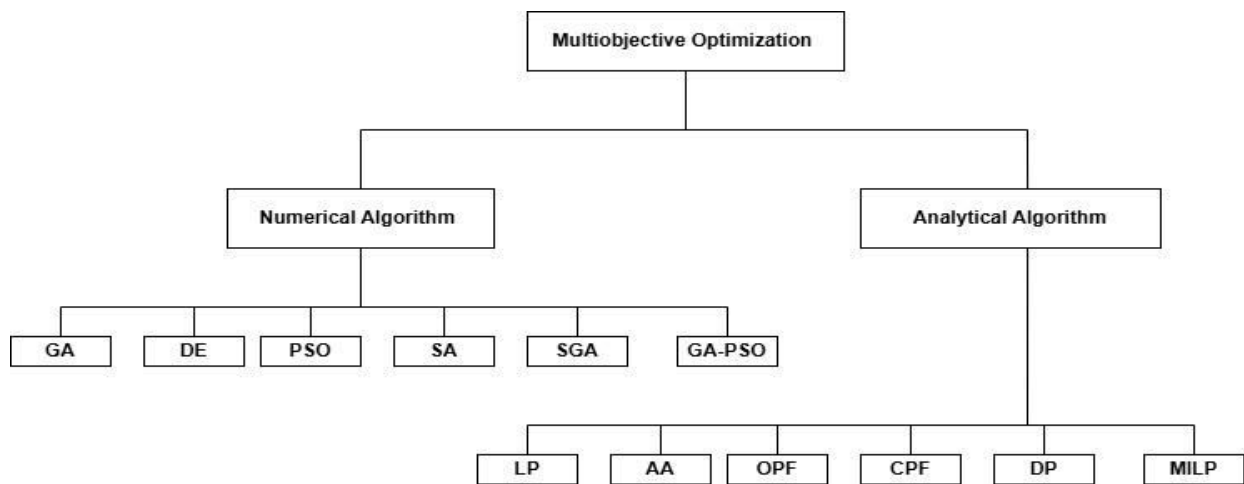 Multiobjective Optimization
Numerical Algorithm
Analytical Algorithm
GA
DE
PSO
SA
SGA
GA-PSO
LP
AA
OPF
CPF
DP
MILP